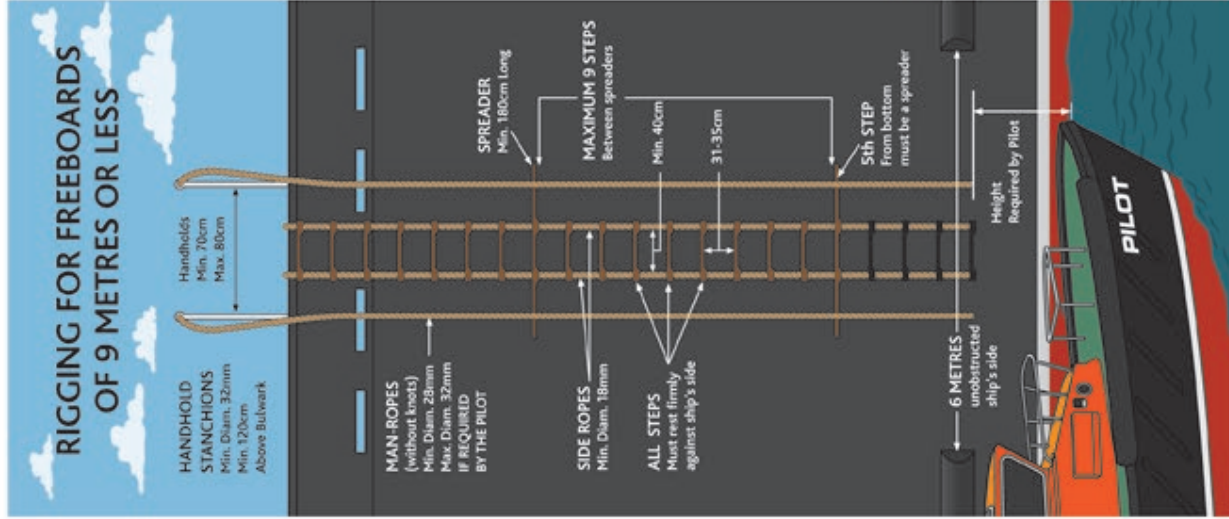 RIGGING FOR FREEBOARDS
OF 9 METRES OR LESS
HANDHOLD
STANCHIONS
Min. Diam. 32mm
Min. 120cm
Above Bulwark
Handholds
Min. 70cm
Max. 80cm
MAN-ROPES
(without knots)
Min. Diam. 28mm
Max. Diam. 32mm
IF REQUIRED
BY THE PILOT
SPREADER
Min. 180cm Long
MAXIMUM 9 STEPS
Between spreaders
SIDE ROPES
Min. Diam. 18mm
Min. 40cm
ALL STEPS
Must rest firmly
against ship's side
31-35cm
5th STEP
From bottom
must be a spreader
6 METRES
unobstructed
ship's side
Height
Required by Pilot
PILOT